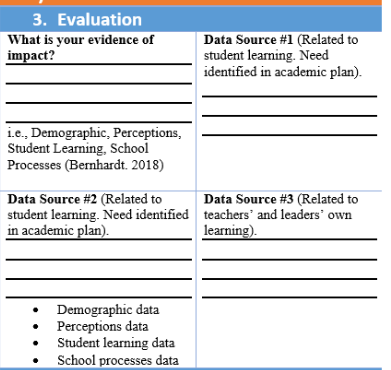 3. Evaluation
What is your evidence of
impact?
i.e., Demographic, Perceptions,
Student Learning, School
Processes (Bernhardt. 2018)
Data Source #1 (Related to
student learning. Need
identified in academic plan).
Data Source #2 (Related to
student learning. Need identified
in academic plan).
• Demographic data
• Perceptions data
• Student learning data
• School processes data
Data Source #3 (Related to
teachers’ and leaders’ own
learning).